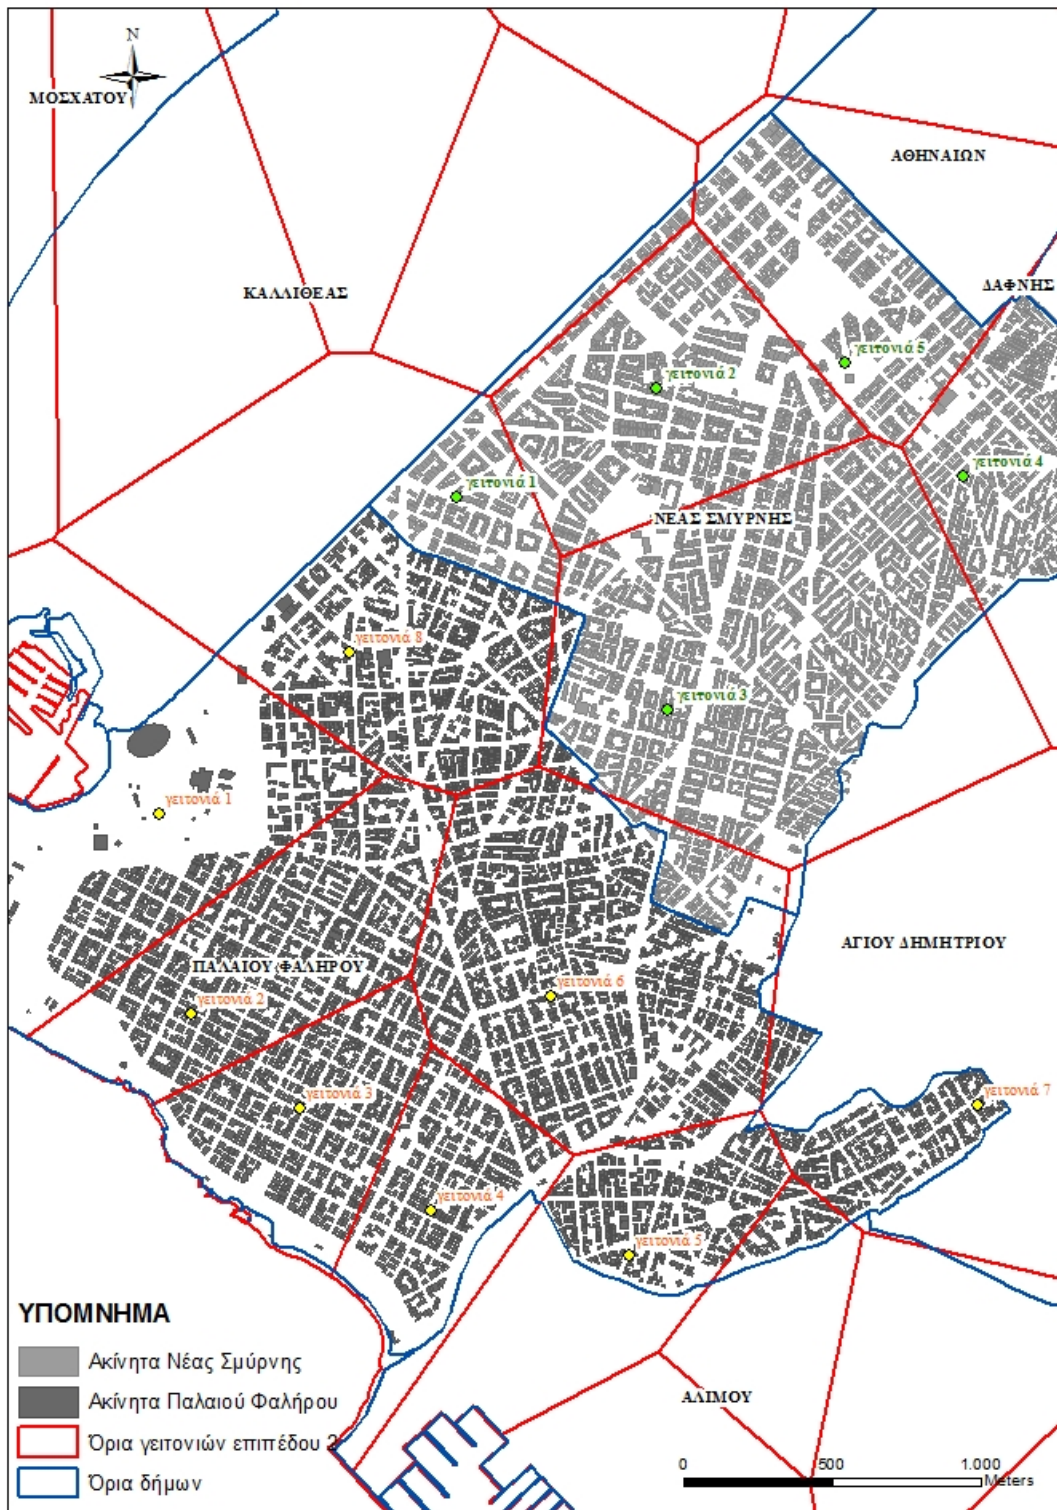 N
ΜΟΣΧΑΤΟΥ
ΑΘΗΝΑΙΩΝ
ΔΑΦΝΗΣ
ΚΑΛΛΙΘΕΑΣ
γειτονιά 5
γειτονιά 2
γειτονιά 4
γειτονιά 1
ΝΕΑΣ ΣΜΥΡΝΗΣ
γειτονιά 8
γειτονιά 3
γειτονιά 1
ΑΓΙΟΥ ΔΗΜΗΤΡΙΟΥ
ΠΑΛΑΙΟΥ ΦΑΛΗΡΟΥ
γειτονιά 6
γειτονιά 2
γειτονιά 3
γειτονιά 7
γειτονιά 4
γειτονιά 5
ΥΠΟΜΝΗΜΑ
Ακίνητα Νέας Σμύρνης
Ακίνητα Παλαιού Φαλήρου
Όρια γειτονιών επιπέδου 2
Όρια δήμων
ΑΛΙΜΟΥ
0 500 1.000
Meters